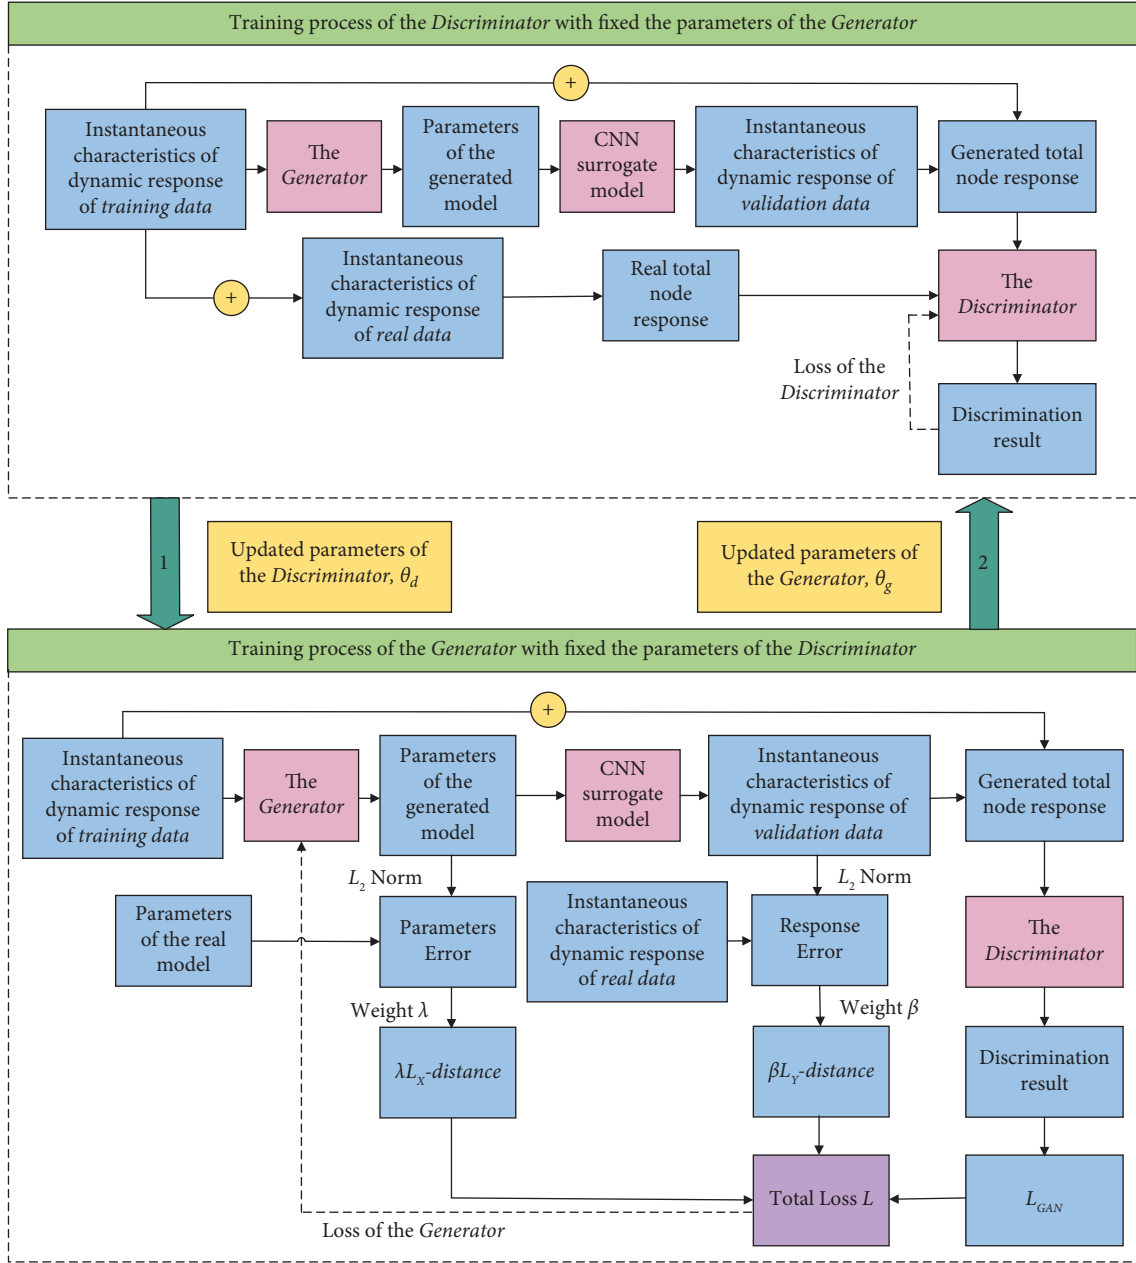 Training process of the Discriminator with fixed the parameters of the Generator
+
Instantaneous
characteristics of
dynamic response
of training data
The
Generator
Parameters
of the
generated
model
CNN
surrogate
model
Instantaneous
characteristics of
dynamic response of
validation data
Generated total
node response
+
Instantaneous
characteristics of
dynamic response
of real data
Real total
node
response
The
Discriminator
Loss of the
Discriminator
Discrimination
result
1
Updated parameters of
the Discriminator, θ_d
Updated parameters of
the Generator, θ_g
2
Training process of the Generator with fixed the parameters of the Discriminator
+
Instantaneous
characteristics of
dynamic response
of training data
The
Generator
Parameters
of the
generated
model
CNN
surrogate
model
Instantaneous
characteristics of
dynamic response of
validation data
Generated total
node response
L₂ Norm
L₂ Norm
Parameters
of the real
model
Parameters
Error
Instantaneous
characteristics of
dynamic response
of real data
Response
Error
The
Discriminator
Weight λ
Weight β
λL_X-distance
βL_Y-distance
Discrimination
result
Total Loss L
L_GAN
Loss of the Generator